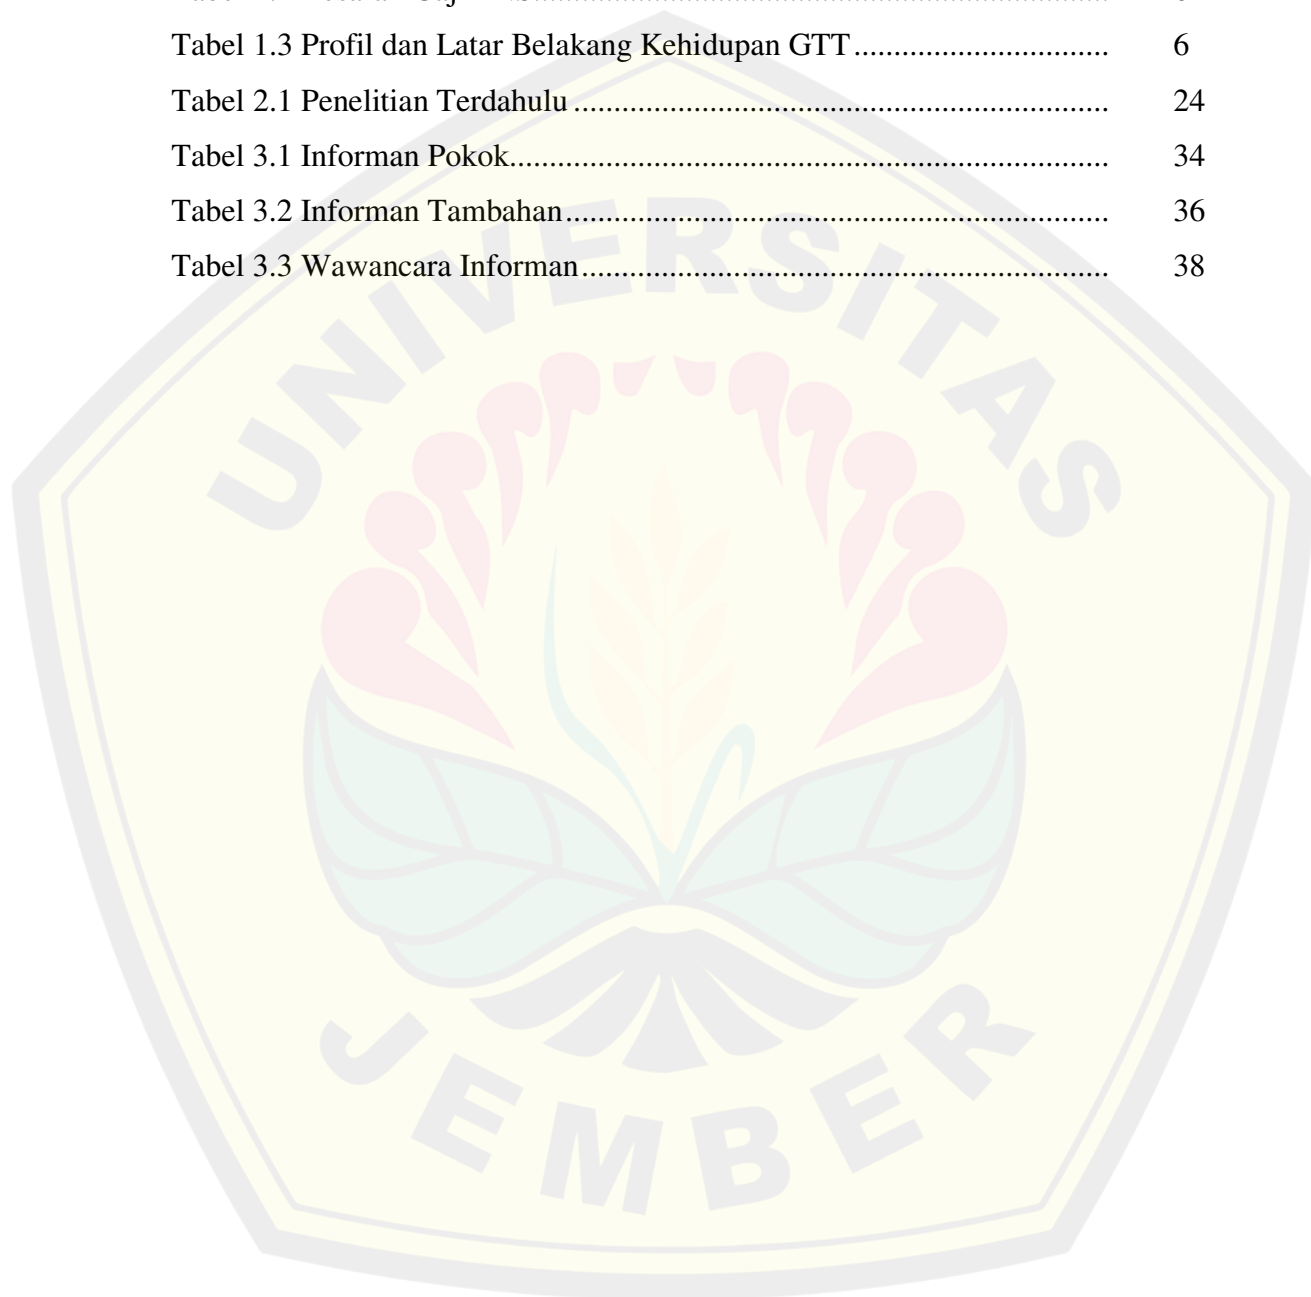 Tabel 1.3 Profil dan Latar Belakang Kehidupan GTT................................ 6
Tabel 2.1 Penelitian Terdahulu................................................................... 24
Tabel 3.1 Informan Pokok........................................................................... 34
Tabel 3.2 Informan Tambahan.................................................................... 36
Tabel 3.3 Wawancara Informan.................................................................. 38
UNIVERSITAS
JEMBER